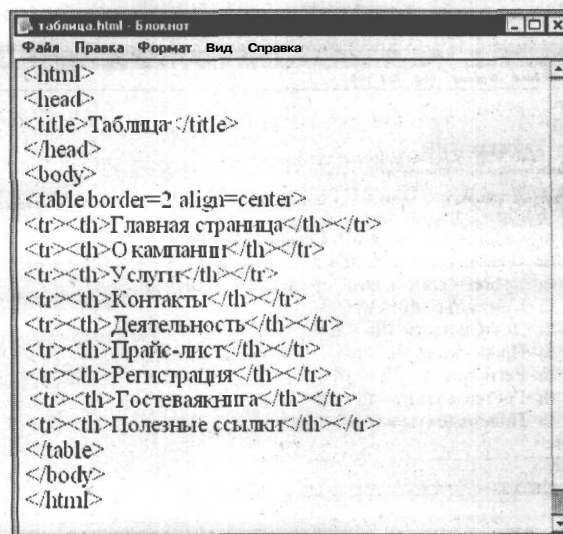 таблица.html - Блокнот
Файл Правка Формат Вид Справка
<html>
<head>
<title>Таблица</title>
</head>
<body>
<table border=2 align=center>
<tr><th>Главная страница</th></tr>
<tr><th>О кампании</th></tr>
<tr><th>Услуги</th></tr>
<tr><th>Контакты</th></tr>
<tr><th>Деятельность</th></tr>
<tr><th>Прайс-лист</th></tr>
<tr><th>Регистрация</th></tr>
<tr><th>Гостеваякнига</th></tr>
<tr><th>Полезные ссылки</th></tr>
</table>
</body>
</html>